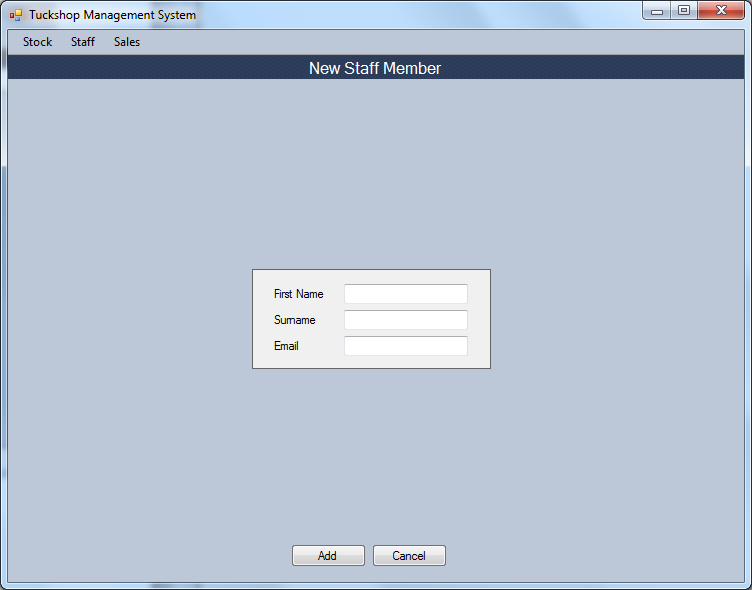 Tuckshop Management System
Stock Staff Sales
New Staff Member
First Name
Surname
Email
Add Cancel